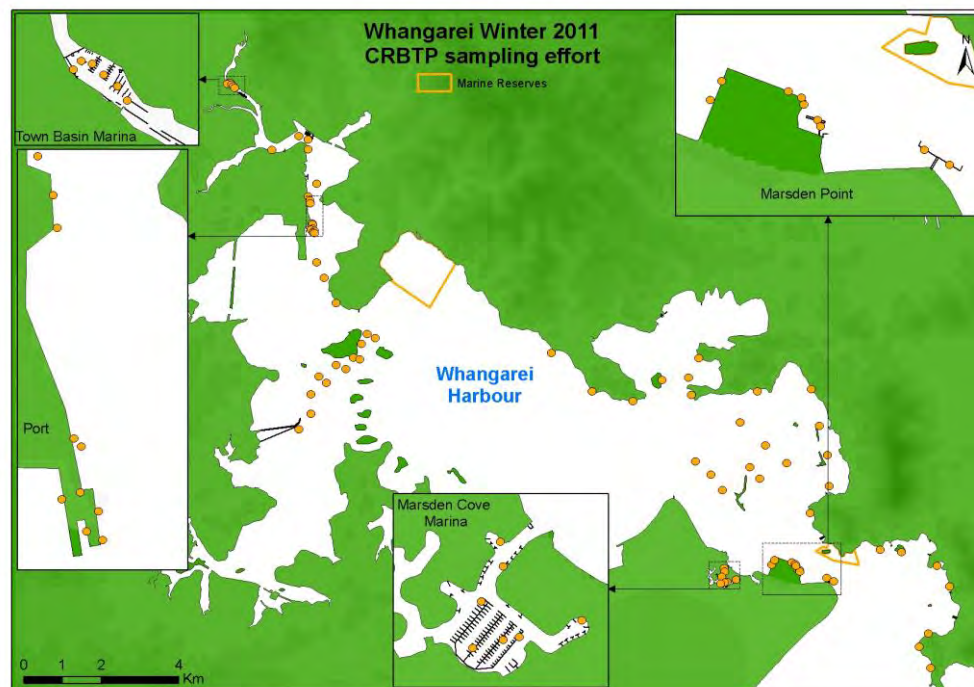 Whangarei Winter 2011
CRBTP sampling effort
Marine Reserves
N
Town Basin Marina
Marsden Point
Port
Whangarei
Harbour
Marsden Cove
Marina
0 1 2 4
Km